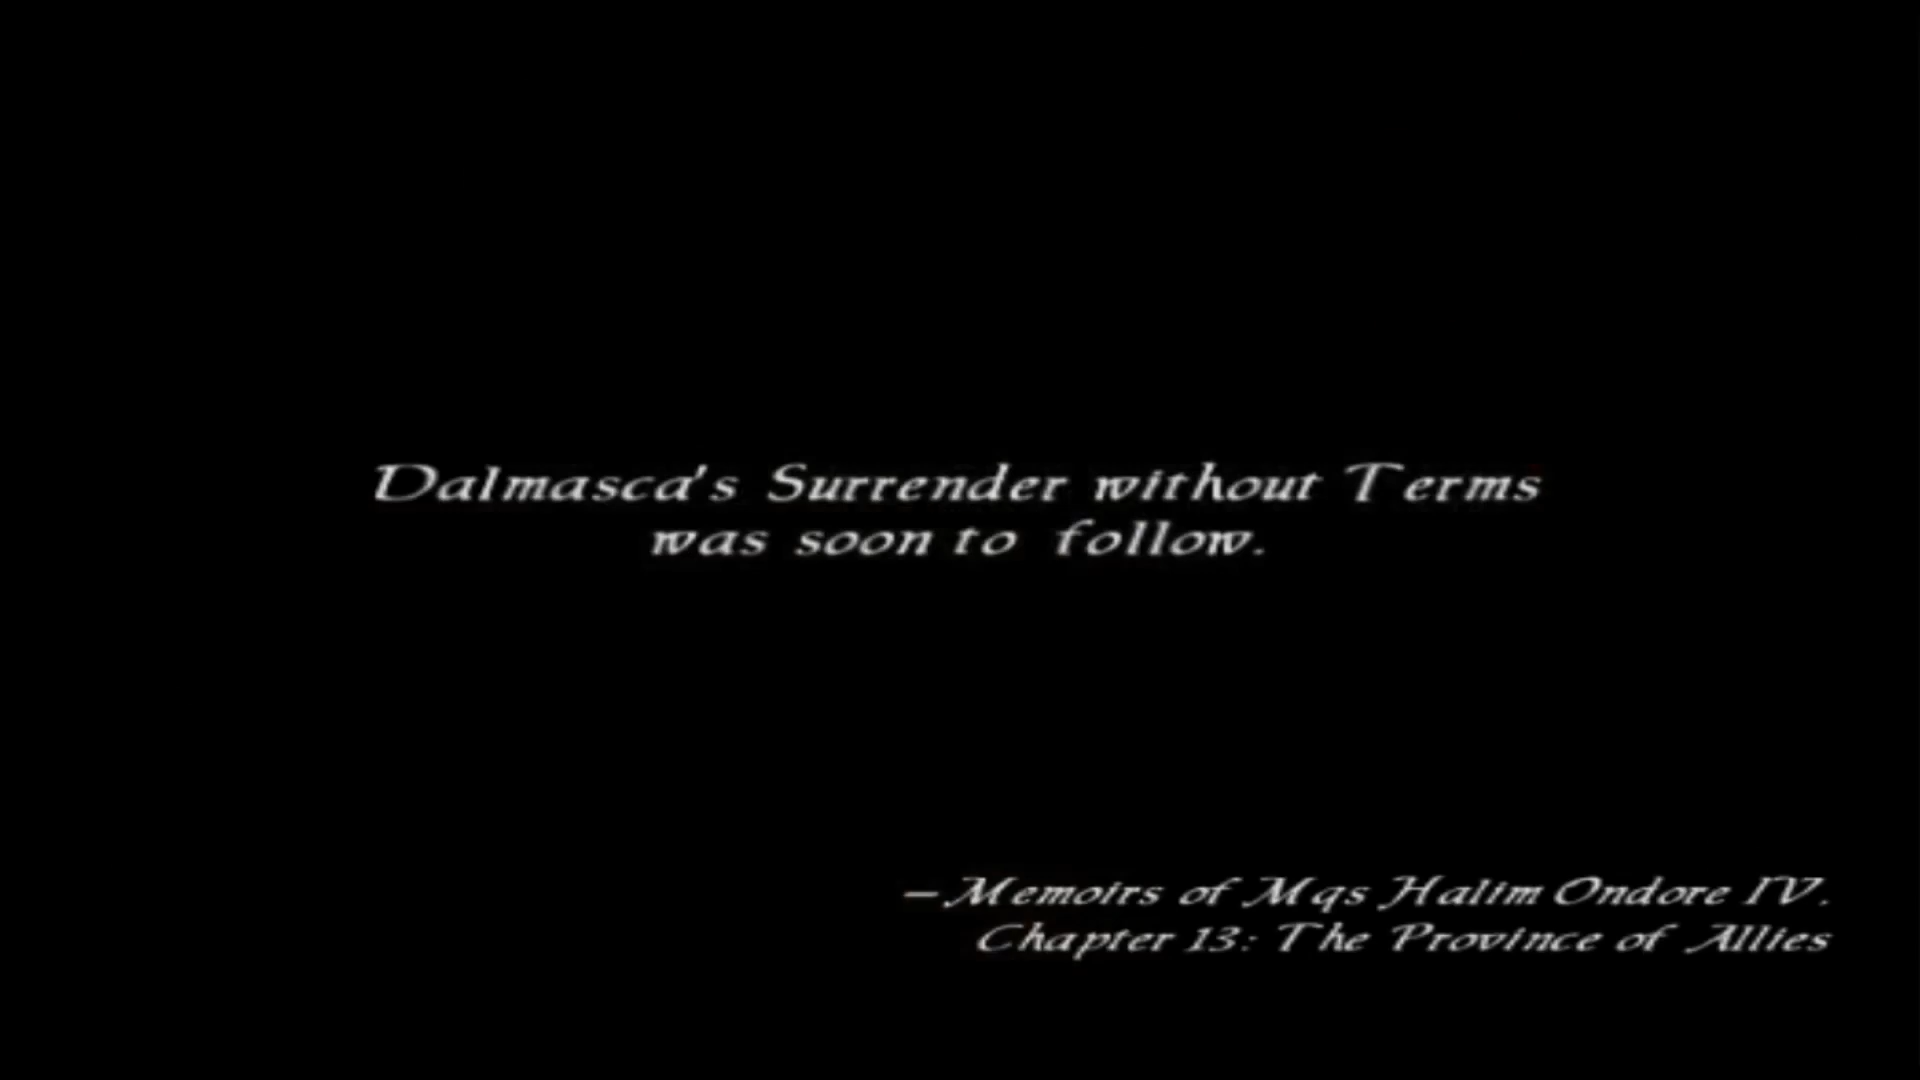 Dalmasca's Surrender without Terms
was soon to follow.
—Memoirs of Mqs Halim Ondore IV.
Chapter 13: The Province of Allies